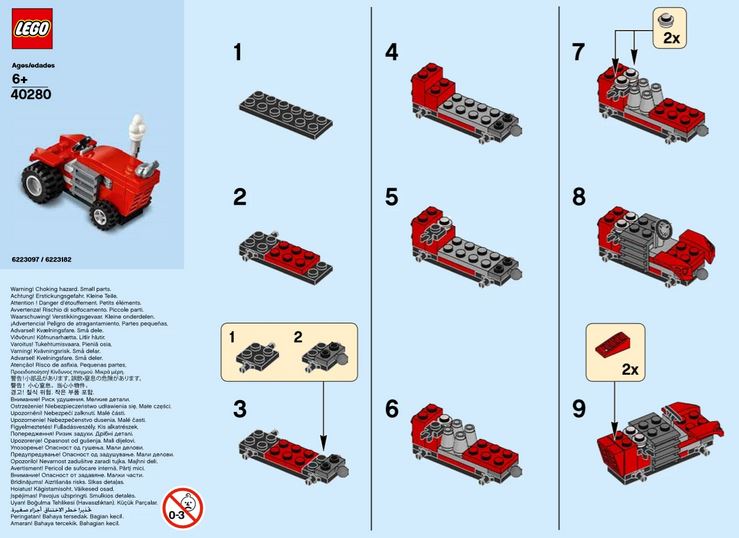 LEGO
Ages/edades
6+
40280
6223097 / 6223182
Warning! Choking hazard. Small parts.
Achtung! Erstickungsgefahr. Kleine Teile.
Attention ! Danger d'étouffement. Petits éléments.
Avvertenza! Rischio di soffocamento. Piccole parti.
Waarschuwing! Verstikkingsgevaar. Kleine onderdelen.
¡Advertencia! Peligro de atragantamiento. Partes pequeñas.
Advarsel! Kvælningsfare. Små dele.
Viðvörun! Köfnunarhætta. Litlir hlutir.
Varoitus! Tukehtumisvaara. Pieniä osia.
Varning! Kvävningsrisk. Små delar.
Advarsel! Kvelningsfare. Små deler.
Atenção! Risco de asfixia. Pequenas partes.
Προειδοποίηση! Κίνδυνος πνιγμού. Μικρά μέρη.
警告!小部品があります。誤飲・窒息の危険があります。
警告! 小心窒息。当心小物件。
경고! 질식 위험. 작은 부품 포함.
Внимание! Риск удушения. Мелкие детали.
Ostrzeżenie! Niebezpieczeństwo udławienia się. Małe części.
Upozornění! Nebezpečí zalknutí. Malé části.
Upozornenie! Nebezpečenstvo dusenia. Malé časti.
Figyelmeztetés! Fulladásveszély. Kis alkatrészek.
Попередження! Ризик задухи. Дрібні деталі.
Upozorenje! Opasnost od gušenja. Mali dijelovi.
Упозорење! Опасност од гушења. Мали делови.
Предупредување! Опасност од задушување. Мали делови.
Opozorilo! Nevarnost zadušitve zaradi tujka. Majhni deli.
Avertisment! Pericol de sufocare internă. Părți mici.
Внимание! Опасност от задавяне. Малки части.
Brīdinājums! Aizrīšanās risks. Sīkas detaļas.
Hoiatus! Kägistamisoht. Väikesed osad.
Įspėjimas! Pavojus užspringti. Smulkios detalės.
Uyarı! Boğulma Tehlikesi (Havasızlıktan). Küçük Parçalar.
تحذير! خطر الاختناق أجزاء صغيرة.
Peringatan! Bahaya tersedak. Bagian kecil.
Amaran! Bahaya tercekik. Bahagian kecil.
0-3
1
2
1
2
3
4
5
6
7
2x
8
2x
9